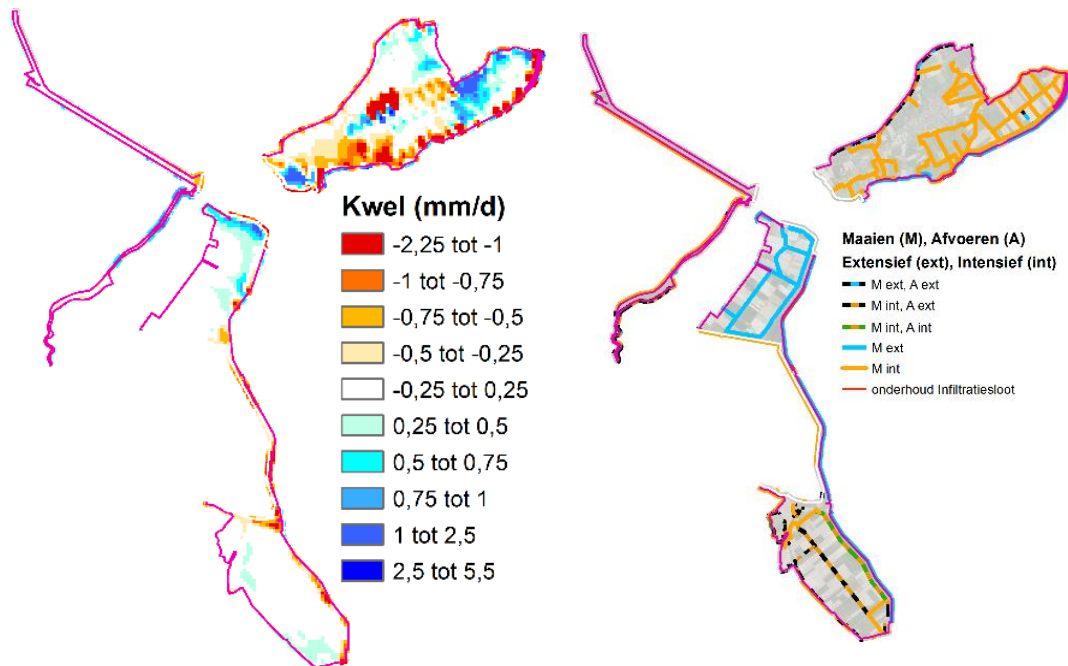 Kwel (mm/d)
-2,25 tot -1
-1 tot -0,75
-0,75 tot -0,5
-0,5 tot -0,25
-0,25 tot 0,25
0,25 tot 0,5
0,5 tot 0,75
0,75 tot 1
1 tot 2,5
2,5 tot 5,5
Maaien (M), Afvoeren (A)
Extensief (ext), Intensief (int)
M ext, A ext
M int, A ext
M int, A int
M ext
M int
onderhoud Infiltratiesloot